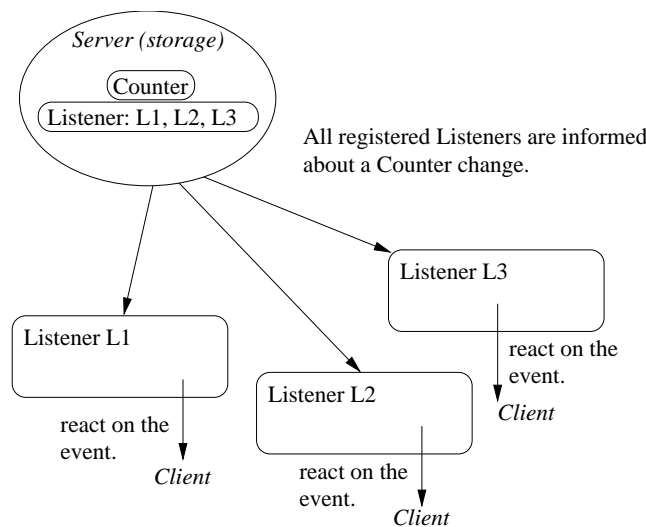 Server (storage)
Counter
Listener: L1, L2, L3
All registered Listeners are informed
about a Counter change.
Listener L3
react on the
event.
Client
Listener L1
react on the
event.
Client
Listener L2
react on the
event.
Client